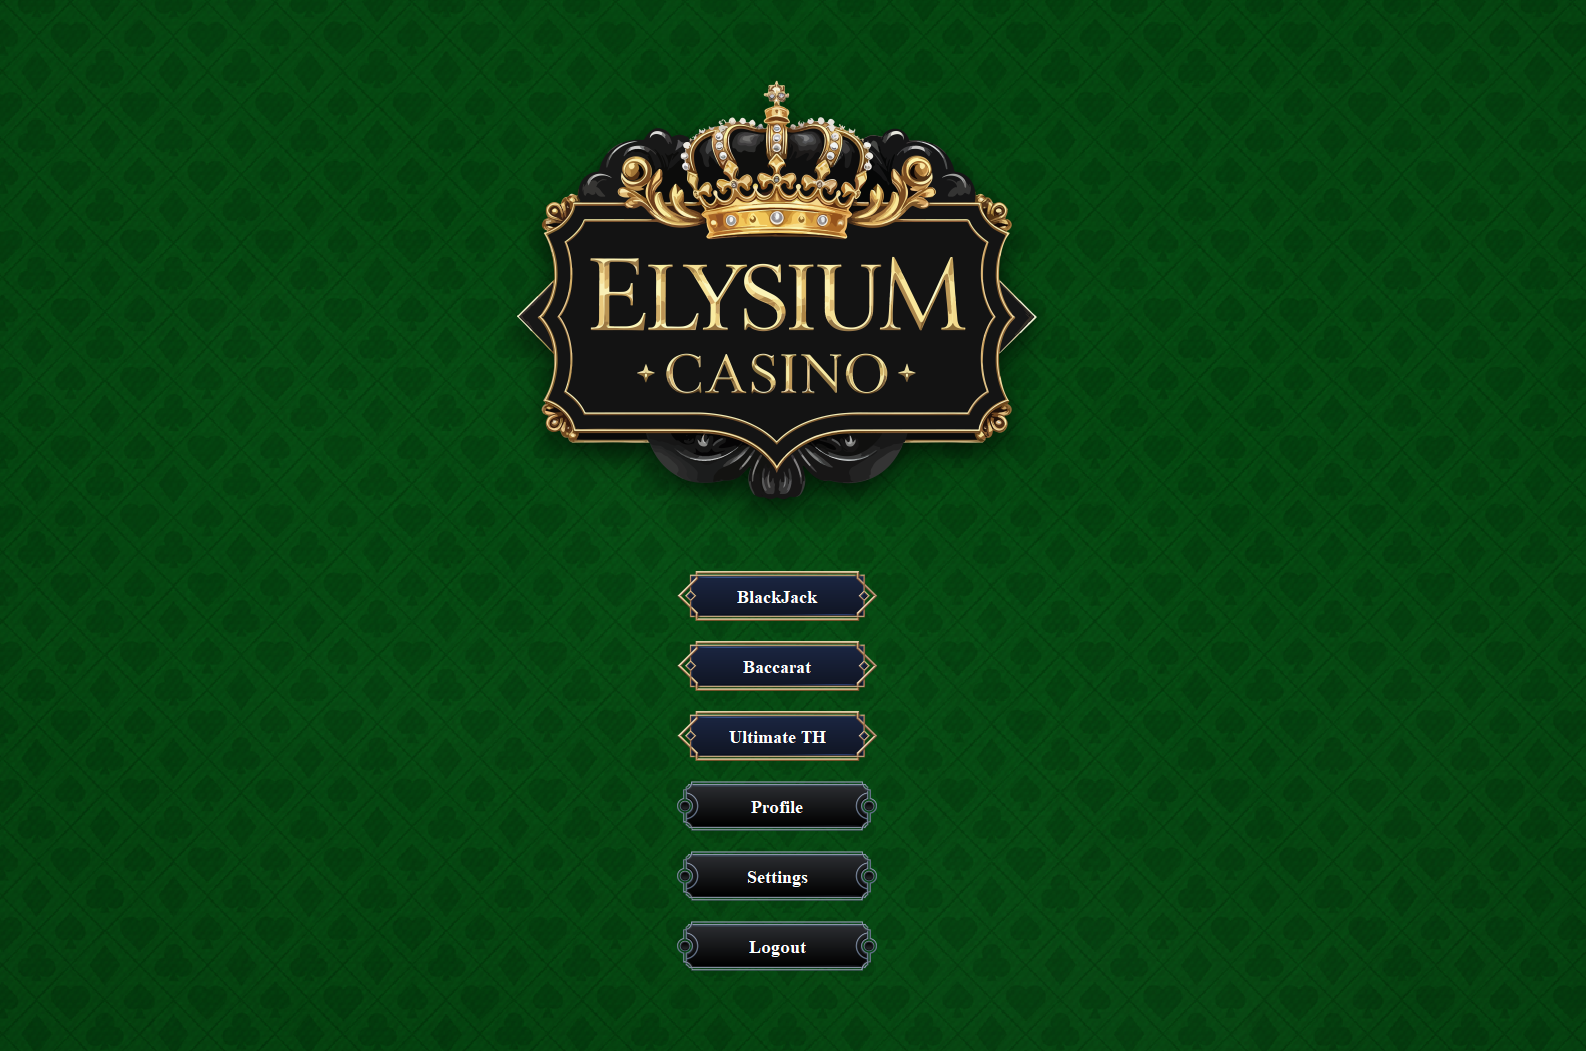 ELYSIUM
CASINO
BlackJack
Baccarat
Ultimate TH
Profile
Settings
Logout